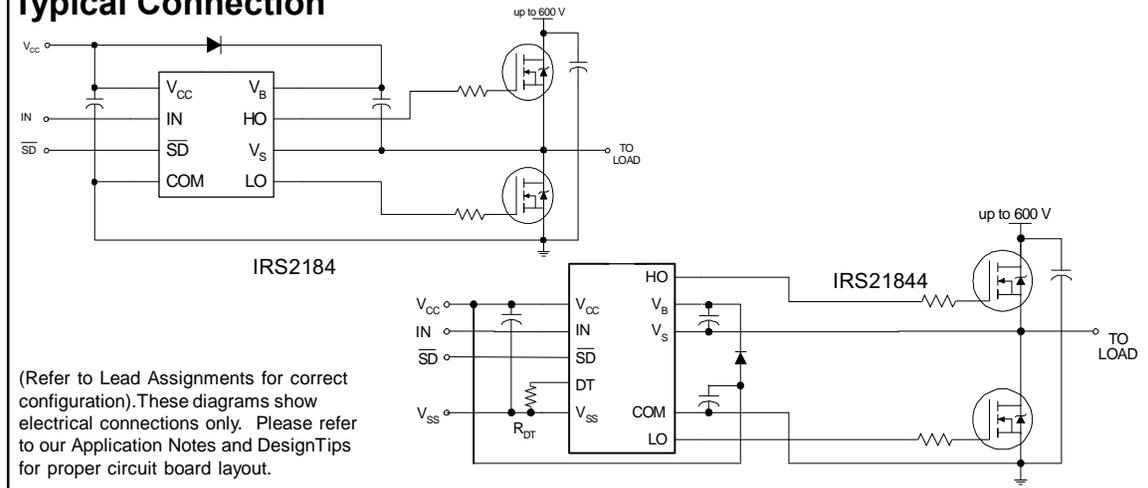 Typical Connection
up to 600 V
VCC
VCC
VB
IN
IN
HO
SD
SD
VS
TO
LOAD
COM
LO
IRS2184
up to 600 V
HO
IRS21844
VCC
VCC
VB
IN
IN
VS
SD
SD
TO
LOAD
DT
VSS
VSS
COM
RDT
LO
(Refer to Lead Assignments for correct
configuration).These diagrams show
electrical connections only. Please refer
to our Application Notes and DesignTips
for proper circuit board layout.